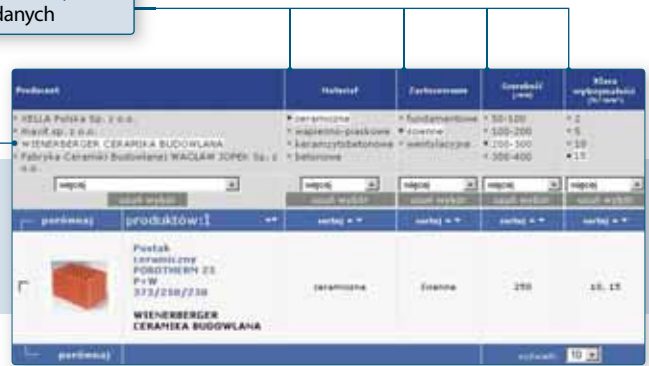 danych
Producent Materiał Zastosowanie Szerokość [mm] Klasa wytrzymałości [N/mm²]
XELLA Polska Sp. z o.o. ceramiczne fundamentowe 50-100 2
sp. z o.o. wapienno-piaskowe ścienne 100-200 5
WIENERBERGER CERAMIKA BUDOWLANA keramzytobetonowe wentylacyjne 200-300 10
Fabryka Ceramiki Budowlanej WACŁAW JOPEK Sp. z o.o. betonowe 300-400 15
więcej więcej więcej więcej więcej
usuń wybór usuń wybór usuń wybór usuń wybór usuń wybór
porównaj produktów:1 sortuj sortuj sortuj sortuj
Pustak
ceramiczny
POROTHERM 25
P+W
373/250/238
WIENERBERGER
CERAMIKA BUDOWLANA
ceramiczne ścienne 250 10, 15
porównaj wyświetl: 10